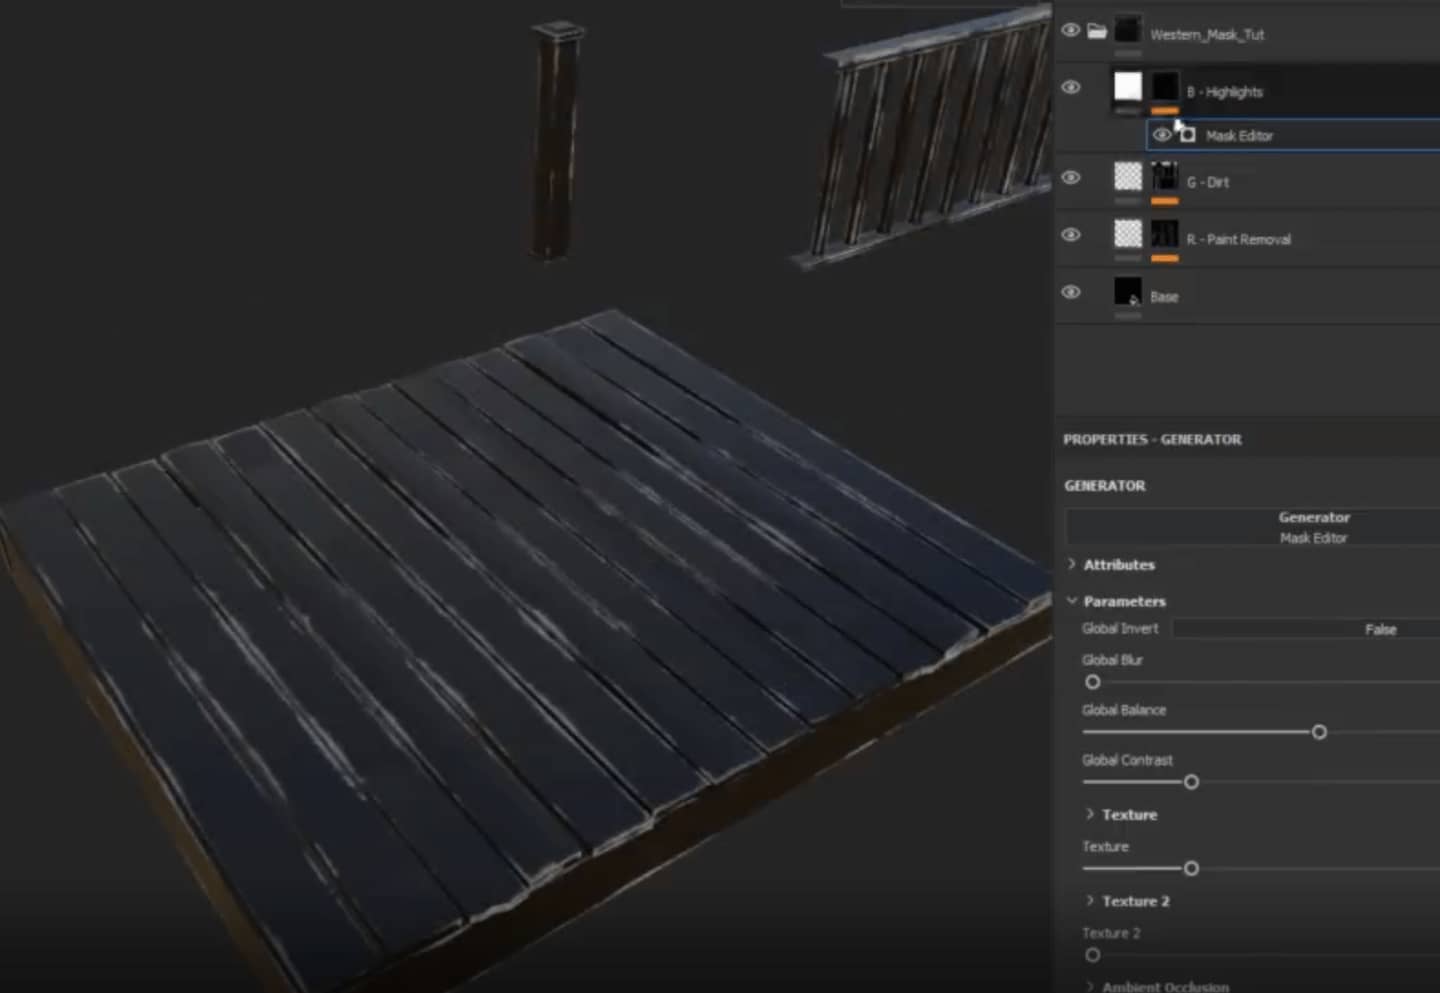 Western_Mask_Tut
B - Highlights
Mask Editor
G - Dirt
R - Paint Removal
Base
PROPERTIES - GENERATOR
GENERATOR
Generator
Mask Editor
Attributes
Parameters
Global Invert False
Global Blur
Global Balance
Global Contrast
Texture
Texture
Texture 2
Texture 2
Ambient Occlusion